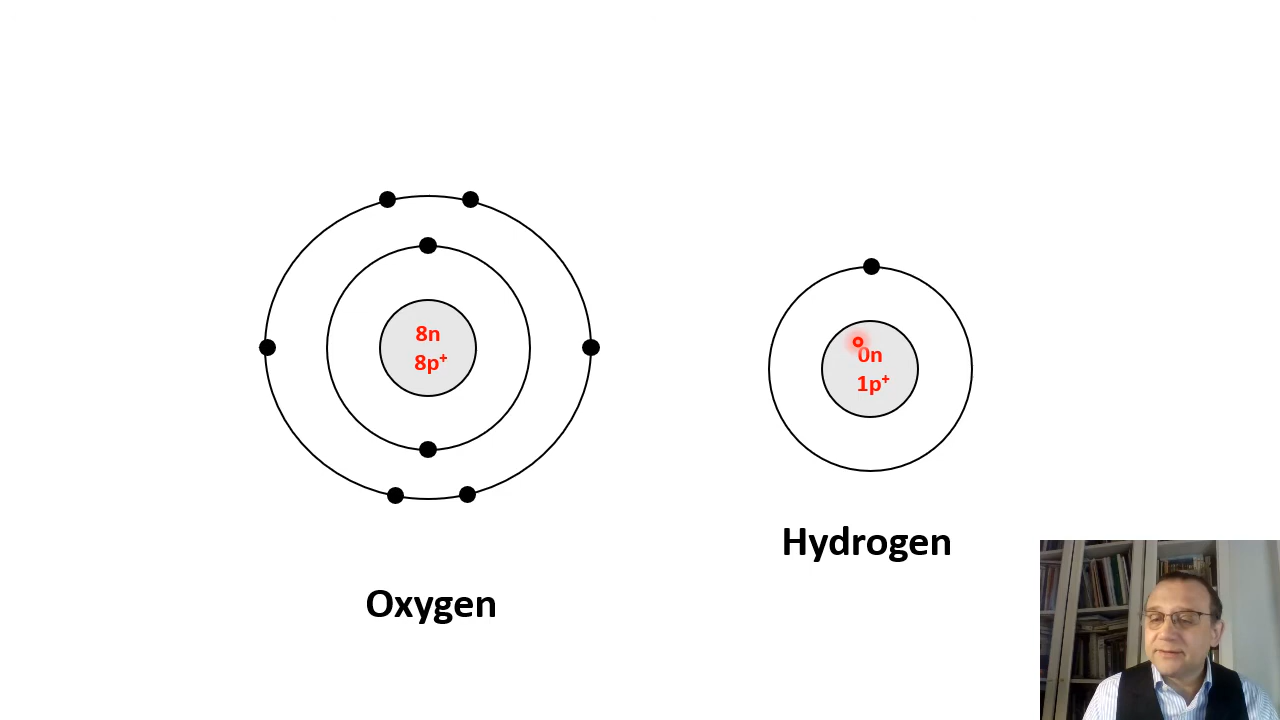 8n
8p⁺
0n
1p⁺
Hydrogen
Oxygen